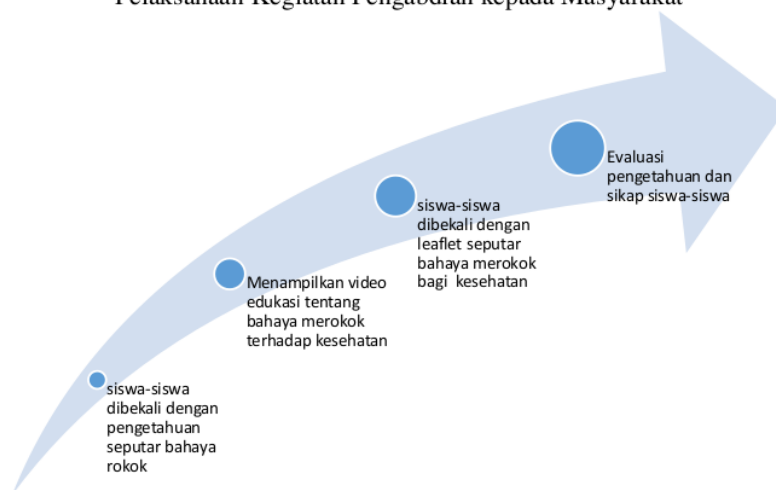 Pelaksanaan Kegiatan Pengabdian kepada Masyarakat
Evaluasi
pengetahuan dan
sikap siswa-siswa
siswa-siswa
dibekali dengan
leaflet seputar
bahaya merokok
bagi  kesehatan
Menampilkan video
edukasi tentang
bahaya merokok
terhadap kesehatan
siswa-siswa
dibekali dengan
pengetahuan
seputar bahaya
rokok